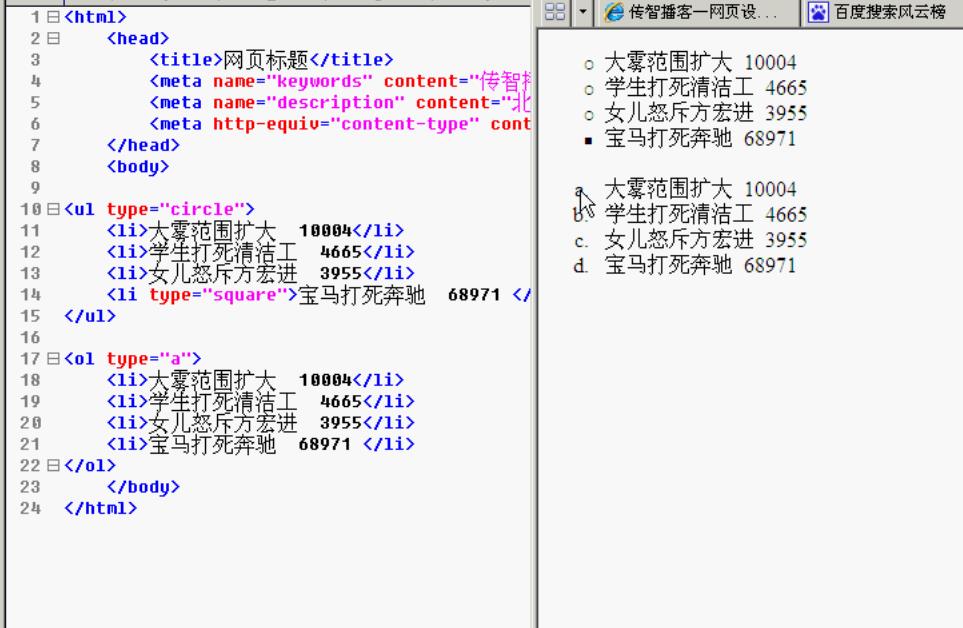 1 <html>
2 <head>
3 <title>网页标题</title>
4 <meta name="keywords" content="传智
5 <meta name="description" content="北
6 <meta http-equiv="content-type" cont
7 </head>
8 <body>
9
10 <ul type="circle">
11 <li>大雾范围扩大 10004</li>
12 <li>学生打死清洁工 4665</li>
13 <li>女儿怒斥方宏进 3955</li>
14 <li type="square">宝马打死奔驰 68971 </
15 </ul>
16
17 <ol type="a">
18 <li>大雾范围扩大 10004</li>
19 <li>学生打死清洁工 4665</li>
20 <li>女儿怒斥方宏进 3955</li>
21 <li>宝马打死奔驰 68971 </li>
22 </ol>
23 </body>
24 </html>
传智播客—网页设...
百度搜索风云榜
大雾范围扩大 10004
学生打死清洁工 4665
女儿怒斥方宏进 3955
宝马打死奔驰 68971
a. 大雾范围扩大 10004
b. 学生打死清洁工 4665
c. 女儿怒斥方宏进 3955
d. 宝马打死奔驰 68971